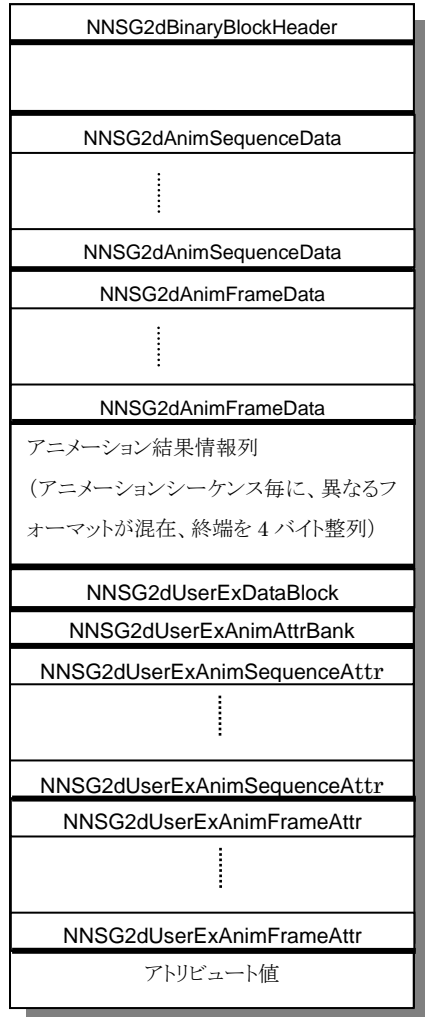 NNSG2dBinaryBlockHeader
NNSG2dAnimSequenceData
NNSG2dAnimSequenceData
NNSG2dAnimFrameData
NNSG2dAnimFrameData
アニメーション結果情報列
(アニメーションシーケンス毎に、異なるフ
ォーマットが混在、終端を 4 バイト整列)
NNSG2dUserExDataBlock
NNSG2dUserExAnimAttrBank
NNSG2dUserExAnimSequenceAttr
NNSG2dUserExAnimSequenceAttr
NNSG2dUserExAnimFrameAttr
NNSG2dUserExAnimFrameAttr
アトリビュート値